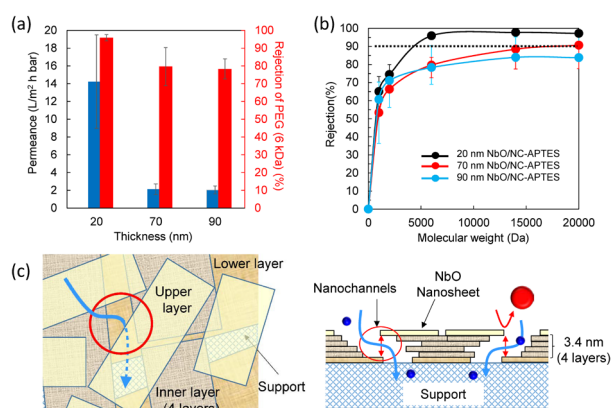 (a)
20
18
16
14
12
10
8
6
4
2
0
Permeance (L/m² h bar)
100
90
80
70
60
50
40
30
20
10
0
Rejection of PEG (6 kDa) (%)
20 70 90
Thickness (nm)
(b)
100
90
80
70
60
50
40
30
20
10
0
Rejection(%)
20 nm NbO/NC-APTES
70 nm NbO/NC-APTES
90 nm NbO/NC-APTES
0 5000 10000 15000 20000
Molecular weight (Da)
(c)
Lower layer
Upper
layer
Inner layer
(4 layers)
Support
Nanochannels
NbO
Nanosheet
3.4 nm
(4 layers)
Support